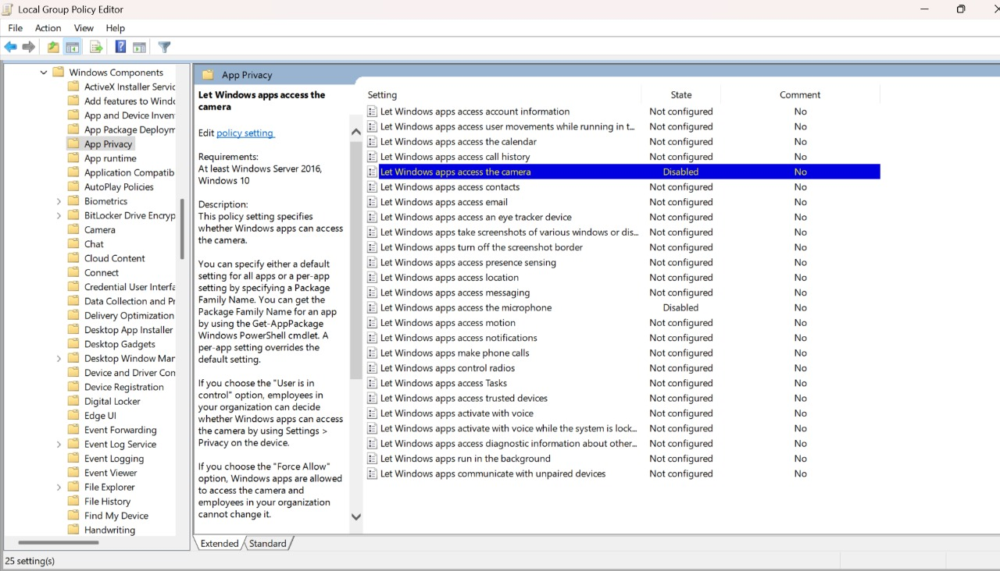 Local Group Policy Editor
File Action View Help
Windows Components
ActiveX Installer Servic
Add features to Windo
App and Device Inven
App Package Deploym
App Privacy
App runtime
Application Compatib
AutoPlay Policies
Biometrics
BitLocker Drive Encryp
Camera
Chat
Cloud Content
Connect
Credential User Interfa
Data Collection and Pr
Delivery Optimization
Desktop App Installer
Desktop Gadgets
Desktop Window Mar
Device and Driver Con
Device Registration
Digital Locker
Edge UI
Event Forwarding
Event Log Service
Event Logging
Event Viewer
File Explorer
File History
Find My Device
Handwriting
App Privacy
Let Windows apps access the
camera
Edit policy setting
Requirements:
At least Windows Server 2016,
Windows 10
Description:
This policy setting specifies
whether Windows apps can access
the camera.
You can specify either a default
setting for all apps or a per-app
setting by specifying a Package
Family Name. You can get the
Package Family Name for an app
by using the Get-AppPackage
Windows PowerShell cmdlet. A
per-app setting overrides the
default setting.
If you choose the "User is in
control" option, employees in
your organization can decide
whether Windows apps can access
the camera by using Settings >
Privacy on the device.
If you choose the "Force Allow"
option, Windows apps are allowed
to access the camera and
employees in your organization
cannot change it.
Setting State Comment
Let Windows apps access account information Not configured No
Let Windows apps access user movements while running in t... Not configured No
Let Windows apps access the calendar Not configured No
Let Windows apps access call history Not configured No
Let Windows apps access the camera Disabled No
Let Windows apps access contacts Not configured No
Let Windows apps access email Not configured No
Let Windows apps access an eye tracker device Not configured No
Let Windows apps take screenshots of various windows or dis... Not configured No
Let Windows apps turn off the screenshot border Not configured No
Let Windows apps access presence sensing Not configured No
Let Windows apps access location Not configured No
Let Windows apps access messaging Not configured No
Let Windows apps access the microphone Disabled No
Let Windows apps access motion Not configured No
Let Windows apps access notifications Not configured No
Let Windows apps make phone calls Not configured No
Let Windows apps control radios Not configured No
Let Windows apps access Tasks Not configured No
Let Windows apps access trusted devices Not configured No
Let Windows apps activate with voice Not configured No
Let Windows apps activate with voice while the system is lock... Not configured No
Let Windows apps access diagnostic information about other... Not configured No
Let Windows apps run in the background Not configured No
Let Windows apps communicate with unpaired devices Not configured No
Extended Standard
25 setting(s)